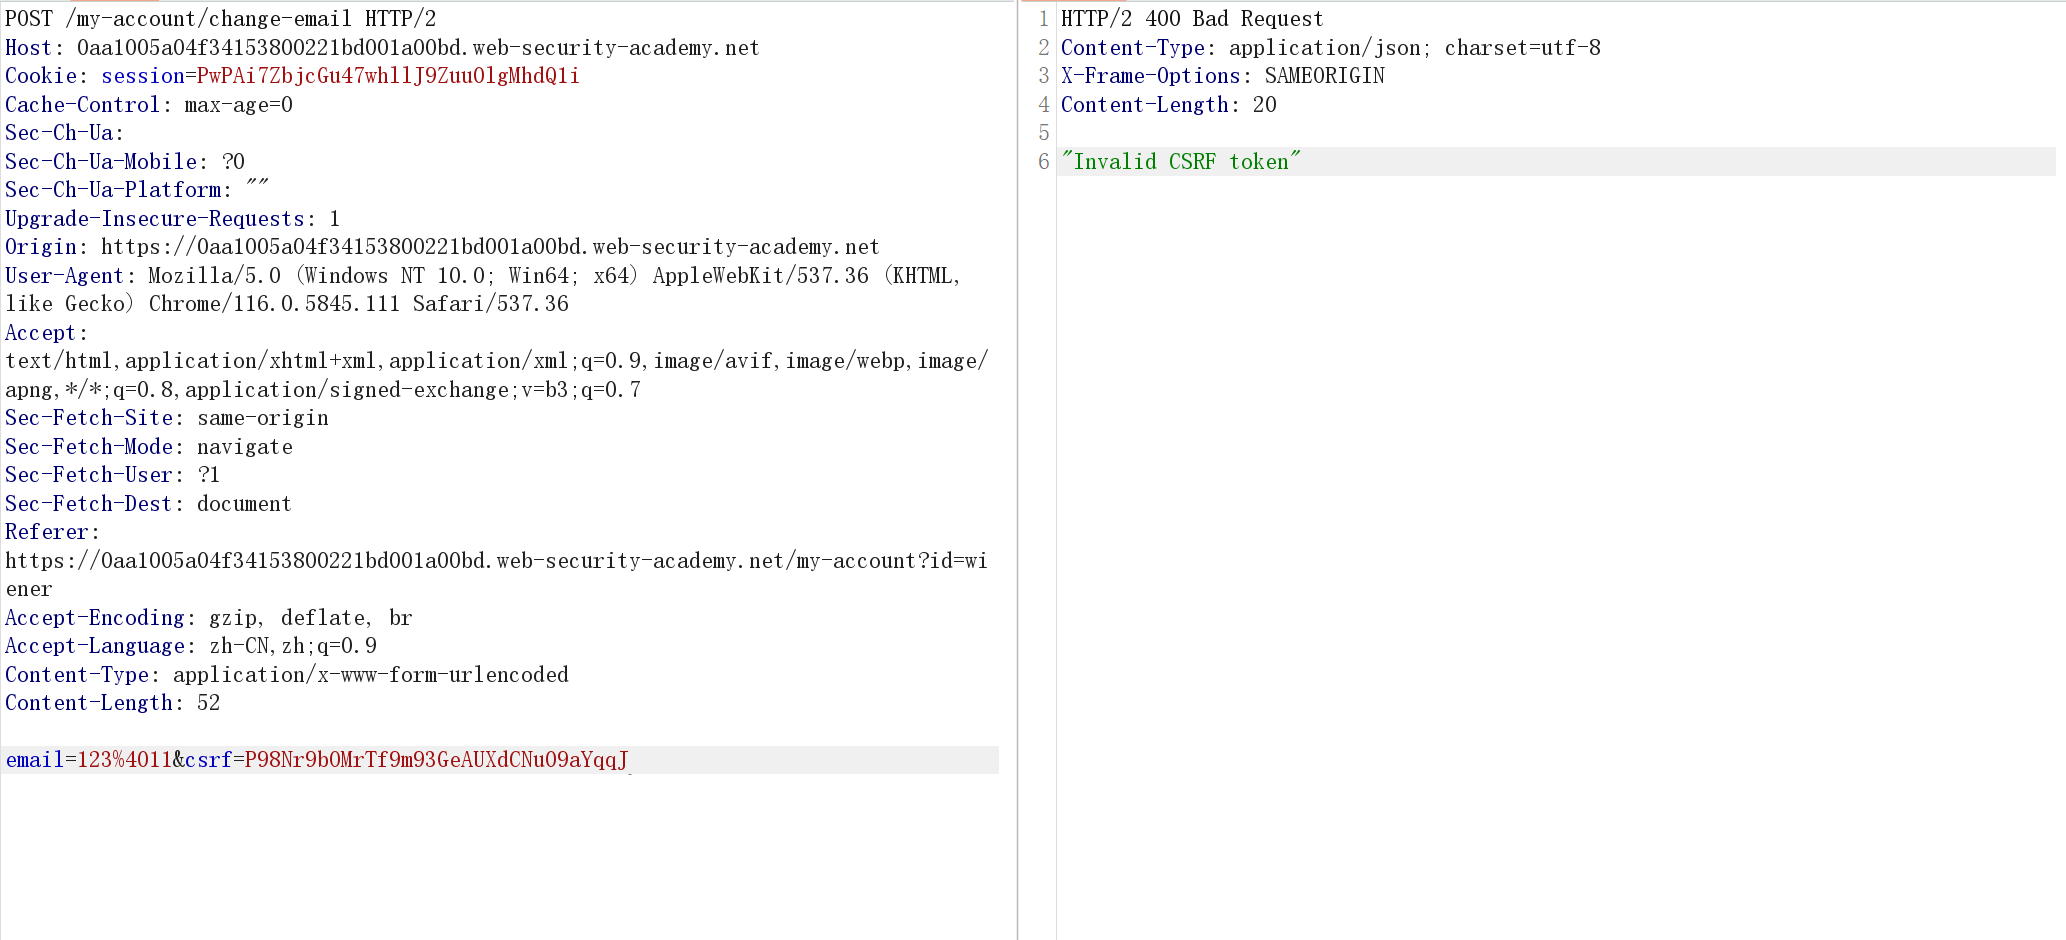 POST /my-account/change-email HTTP/2
Host: 0aa1005a04f34153800221bd001a00bd.web-security-academy.net
Cookie: session=PwPAi7ZbjcGu47whllJ9Zuu0lgMhdQ1i
Cache-Control: max-age=0
Sec-Ch-Ua:
Sec-Ch-Ua-Mobile: ?0
Sec-Ch-Ua-Platform: ""
Upgrade-Insecure-Requests: 1
Origin: https://0aa1005a04f34153800221bd001a00bd.web-security-academy.net
User-Agent: Mozilla/5.0 (Windows NT 10.0; Win64; x64) AppleWebKit/537.36 (KHTML,
like Gecko) Chrome/116.0.5845.111 Safari/537.36
Accept:
text/html,application/xhtml+xml,application/xml;q=0.9,image/avif,image/webp,image/
apng,*/*;q=0.8,application/signed-exchange;v=b3;q=0.7
Sec-Fetch-Site: same-origin
Sec-Fetch-Mode: navigate
Sec-Fetch-User: ?1
Sec-Fetch-Dest: document
Referer:
https://0aa1005a04f34153800221bd001a00bd.web-security-academy.net/my-account?id=wi
ener
Accept-Encoding: gzip, deflate, br
Accept-Language: zh-CN,zh;q=0.9
Content-Type: application/x-www-form-urlencoded
Content-Length: 52
email=123%4011&csrf=P98Nr9b0MrTf9m93GeAUXdCNu09aYqqJ
1 HTTP/2 400 Bad Request
2 Content-Type: application/json; charset=utf-8
3 X-Frame-Options: SAMEORIGIN
4 Content-Length: 20
5
6 "Invalid CSRF token"